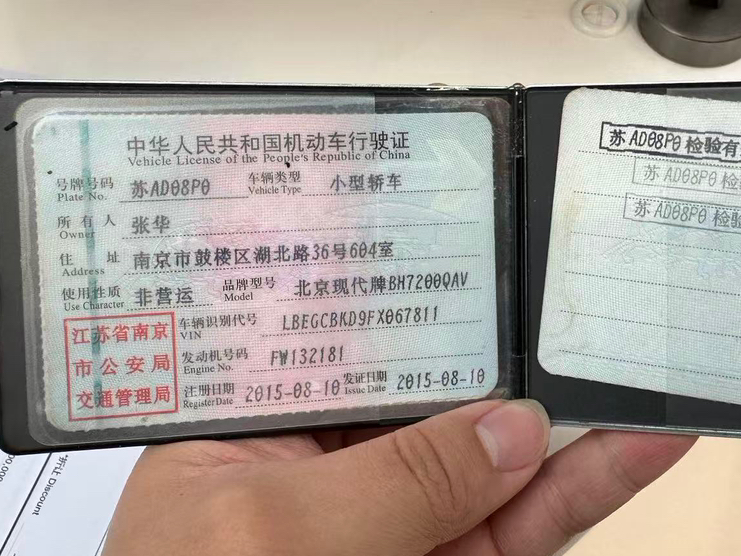 中华人民共和国机动车行驶证
Vehicle License of the People's Republic of China
号牌号码 苏AD08P0 车辆类型 小型轿车
Plate No. Vehicle Type
所有人 张华
Owner
住址 南京市鼓楼区湖北路36号604室
Address
使用性质 非营运 品牌型号 北京现代牌BH7200QAV
Use Character Model
江苏省南京
市公安局
交通管理局
车辆识别代号 LBEGCBKD9FX067811
VIN
发动机号码 FW132181
Engine No.
注册日期 2015-08-10 发证日期 2015-08-10
Register Date Issue Date
苏AD08P0 检验有
苏AD08P0 检验
苏AD08P0 检验
*折让 Discount
00,000